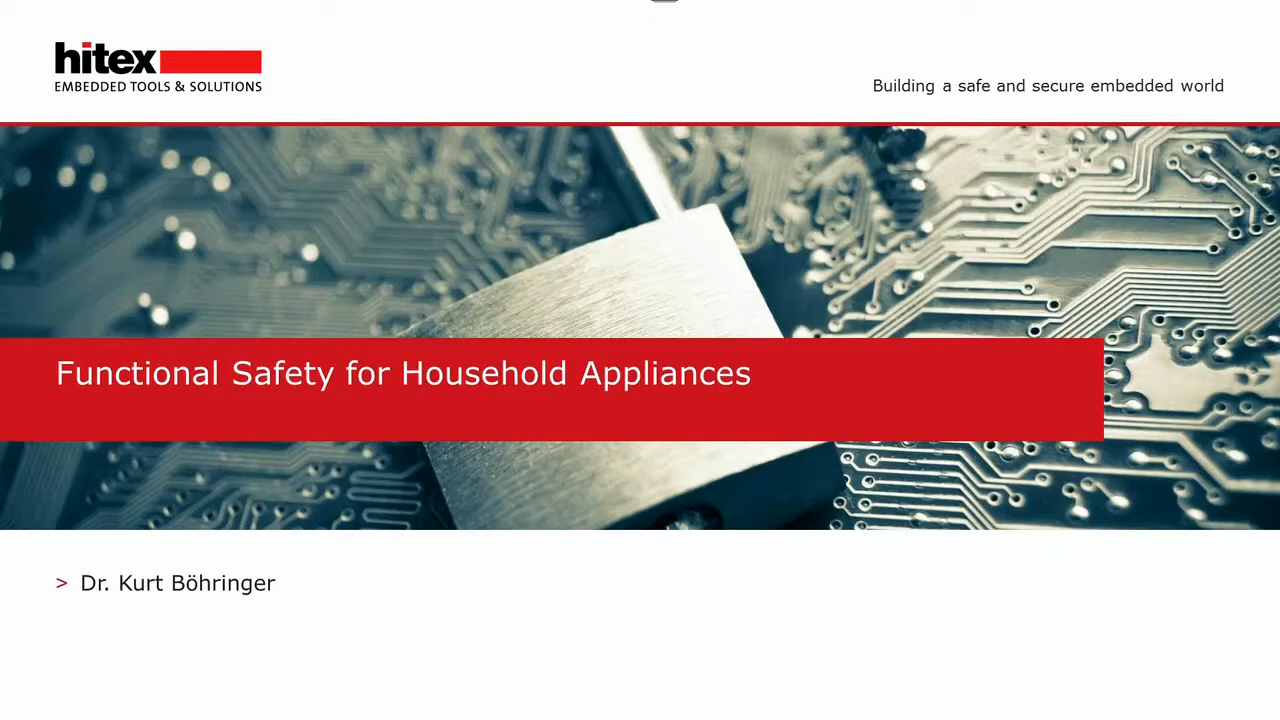 hitex
EMBEDDED TOOLS & SOLUTIONS
Building a safe and secure embedded world
Functional Safety for Household Appliances
> Dr. Kurt Böhringer